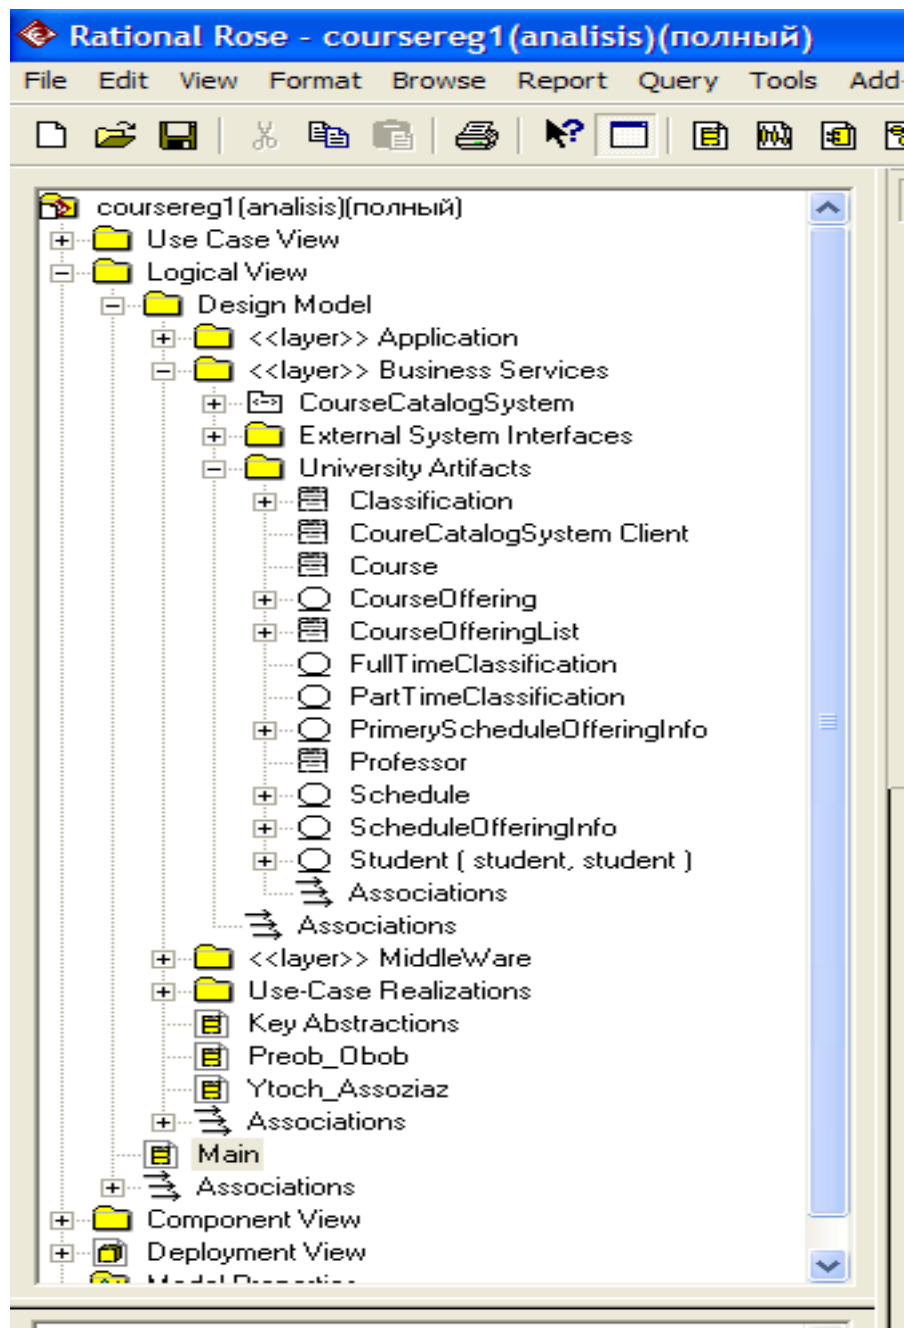 Rational Rose - coursereg1(analisis)(полный)
File Edit View Format Browse Report Query Tools Add-
coursereg1(analisis)(полный)
Use Case View
Logical View
Design Model
<<layer>> Application
<<layer>> Business Services
CourseCatalogSystem
External System Interfaces
University Artifacts
Classification
CoureCatalogSystem Client
Course
CourseOffering
CourseOfferingList
FullTimeClassification
PartTimeClassification
PrimeryScheduleOfferingInfo
Professor
Schedule
ScheduleOfferingInfo
Student ( student, student )
Associations
Associations
<<layer>> MiddleWare
Use-Case Realizations
Key Abstractions
Preob_Obob
Ytoch_Assoziaz
Associations
Main
Associations
Component View
Deployment View
Model Properties